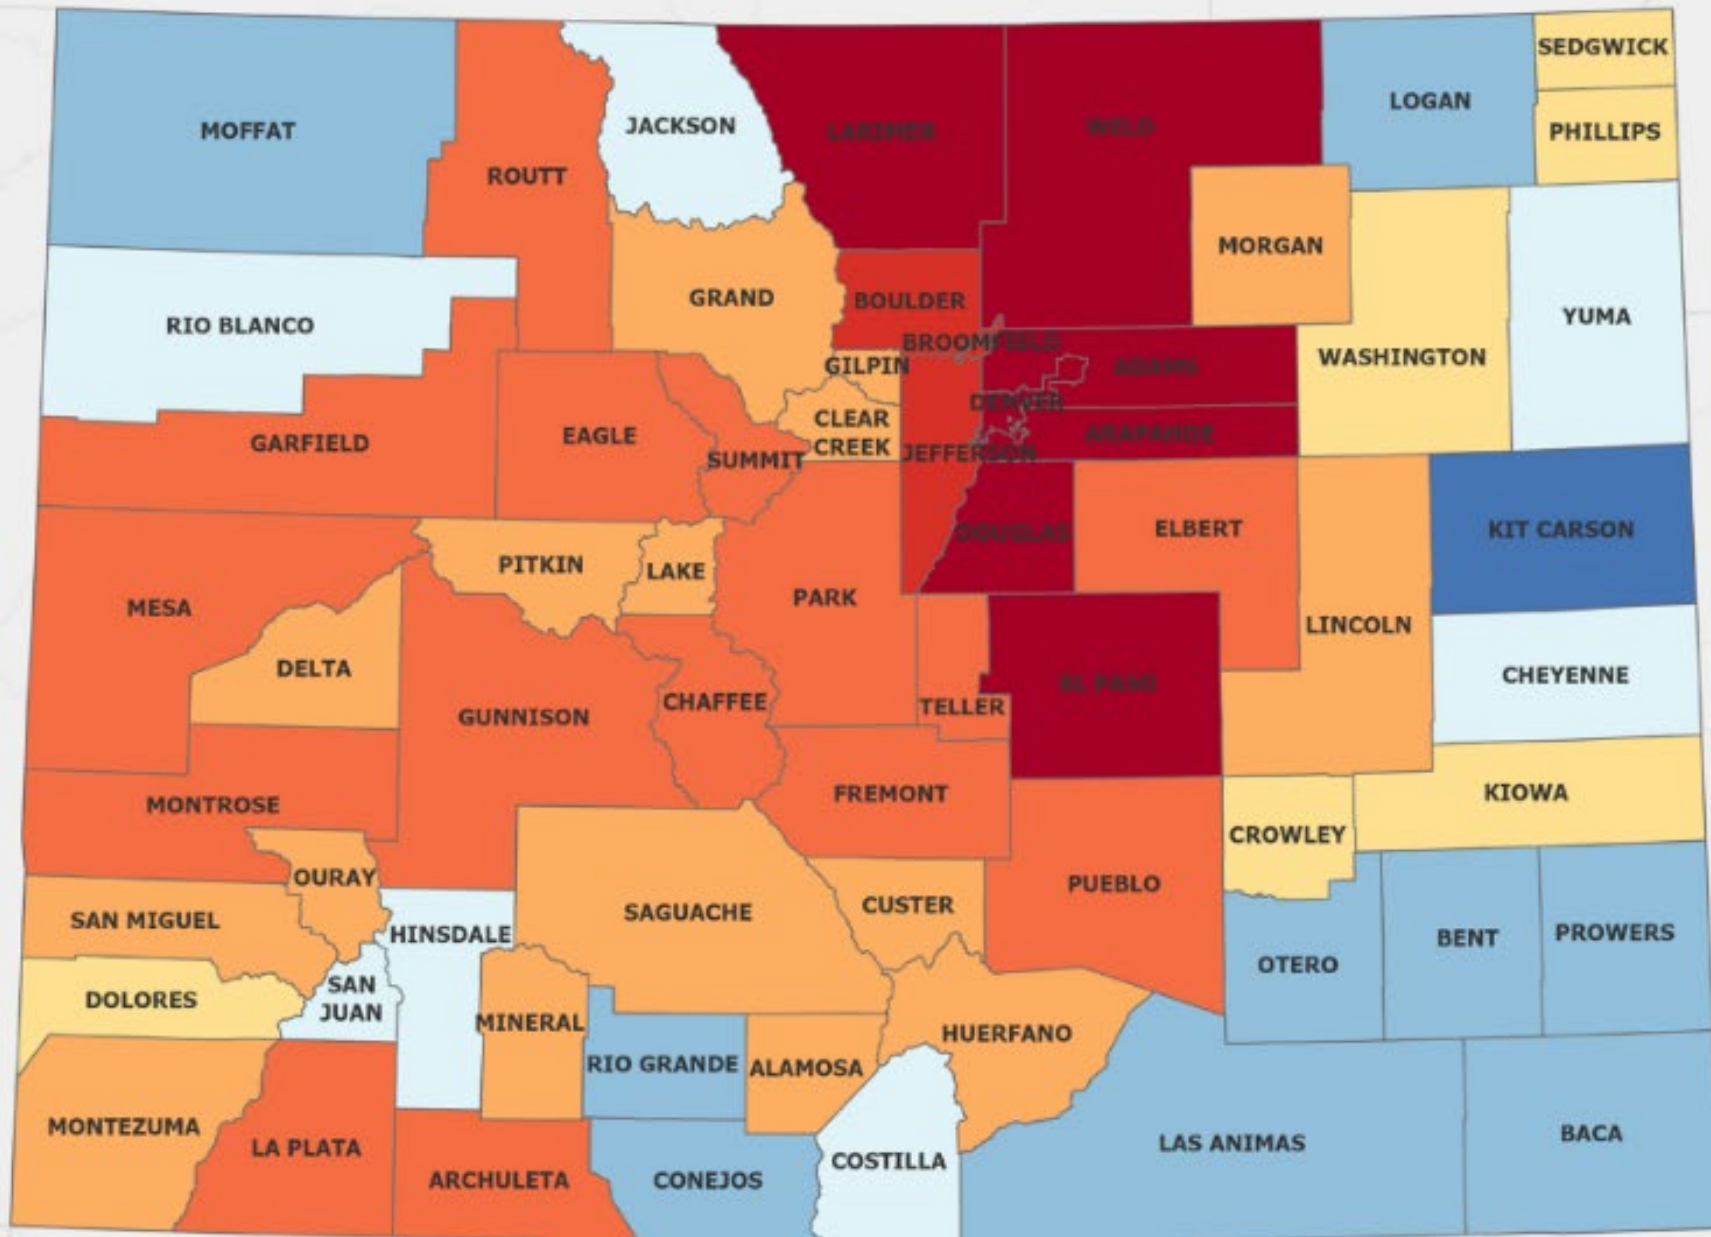 SEDGWICK
MOFFAT
JACKSON
LARIMER
WELD
LOGAN
PHILLIPS
ROUTT
MORGAN
GRAND
BOULDER
RIO BLANCO
YUMA
BROOMFIELD
GILPIN
ADAMS
WASHINGTON
DENVER
CLEAR
CREEK
GARFIELD
EAGLE
SUMMIT
JEFFERSON
ARAPAHOE
DOUGLAS
ELBERT
KIT CARSON
PITKIN
LAKE
MESA
PARK
LINCOLN
DELTA
CHEYENNE
EL PASO
GUNNISON
CHAFFEE
TELLER
MONTROSE
FREMONT
KIOWA
CROWLEY
OURAY
PUEBLO
SAN MIGUEL
HINSDALE
SAGUACHE
CUSTER
OTERO
BENT
PROWERS
DOLORES
SAN
JUAN
MINERAL
HUERFANO
RIO GRANDE
ALAMOSA
MONTEZUMA
LA PLATA
ARCHULETA
CONEJOS
COSTILLA
LAS ANIMAS
BACA